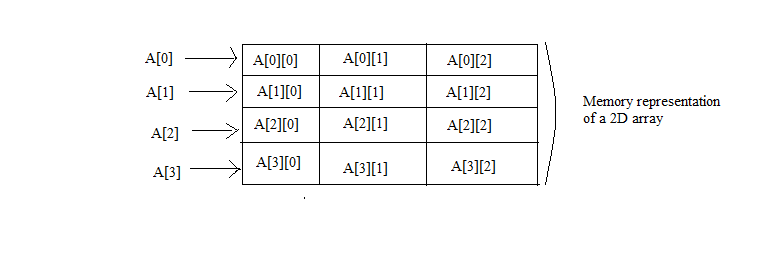 A[0] A[0][0] A[0][1] A[0][2]
A[1] A[1][0] A[1][1] A[1][2]
A[2] A[2][0] A[2][1] A[2][2]
A[3] A[3][0] A[3][1] A[3][2]
Memory representation
of a 2D array